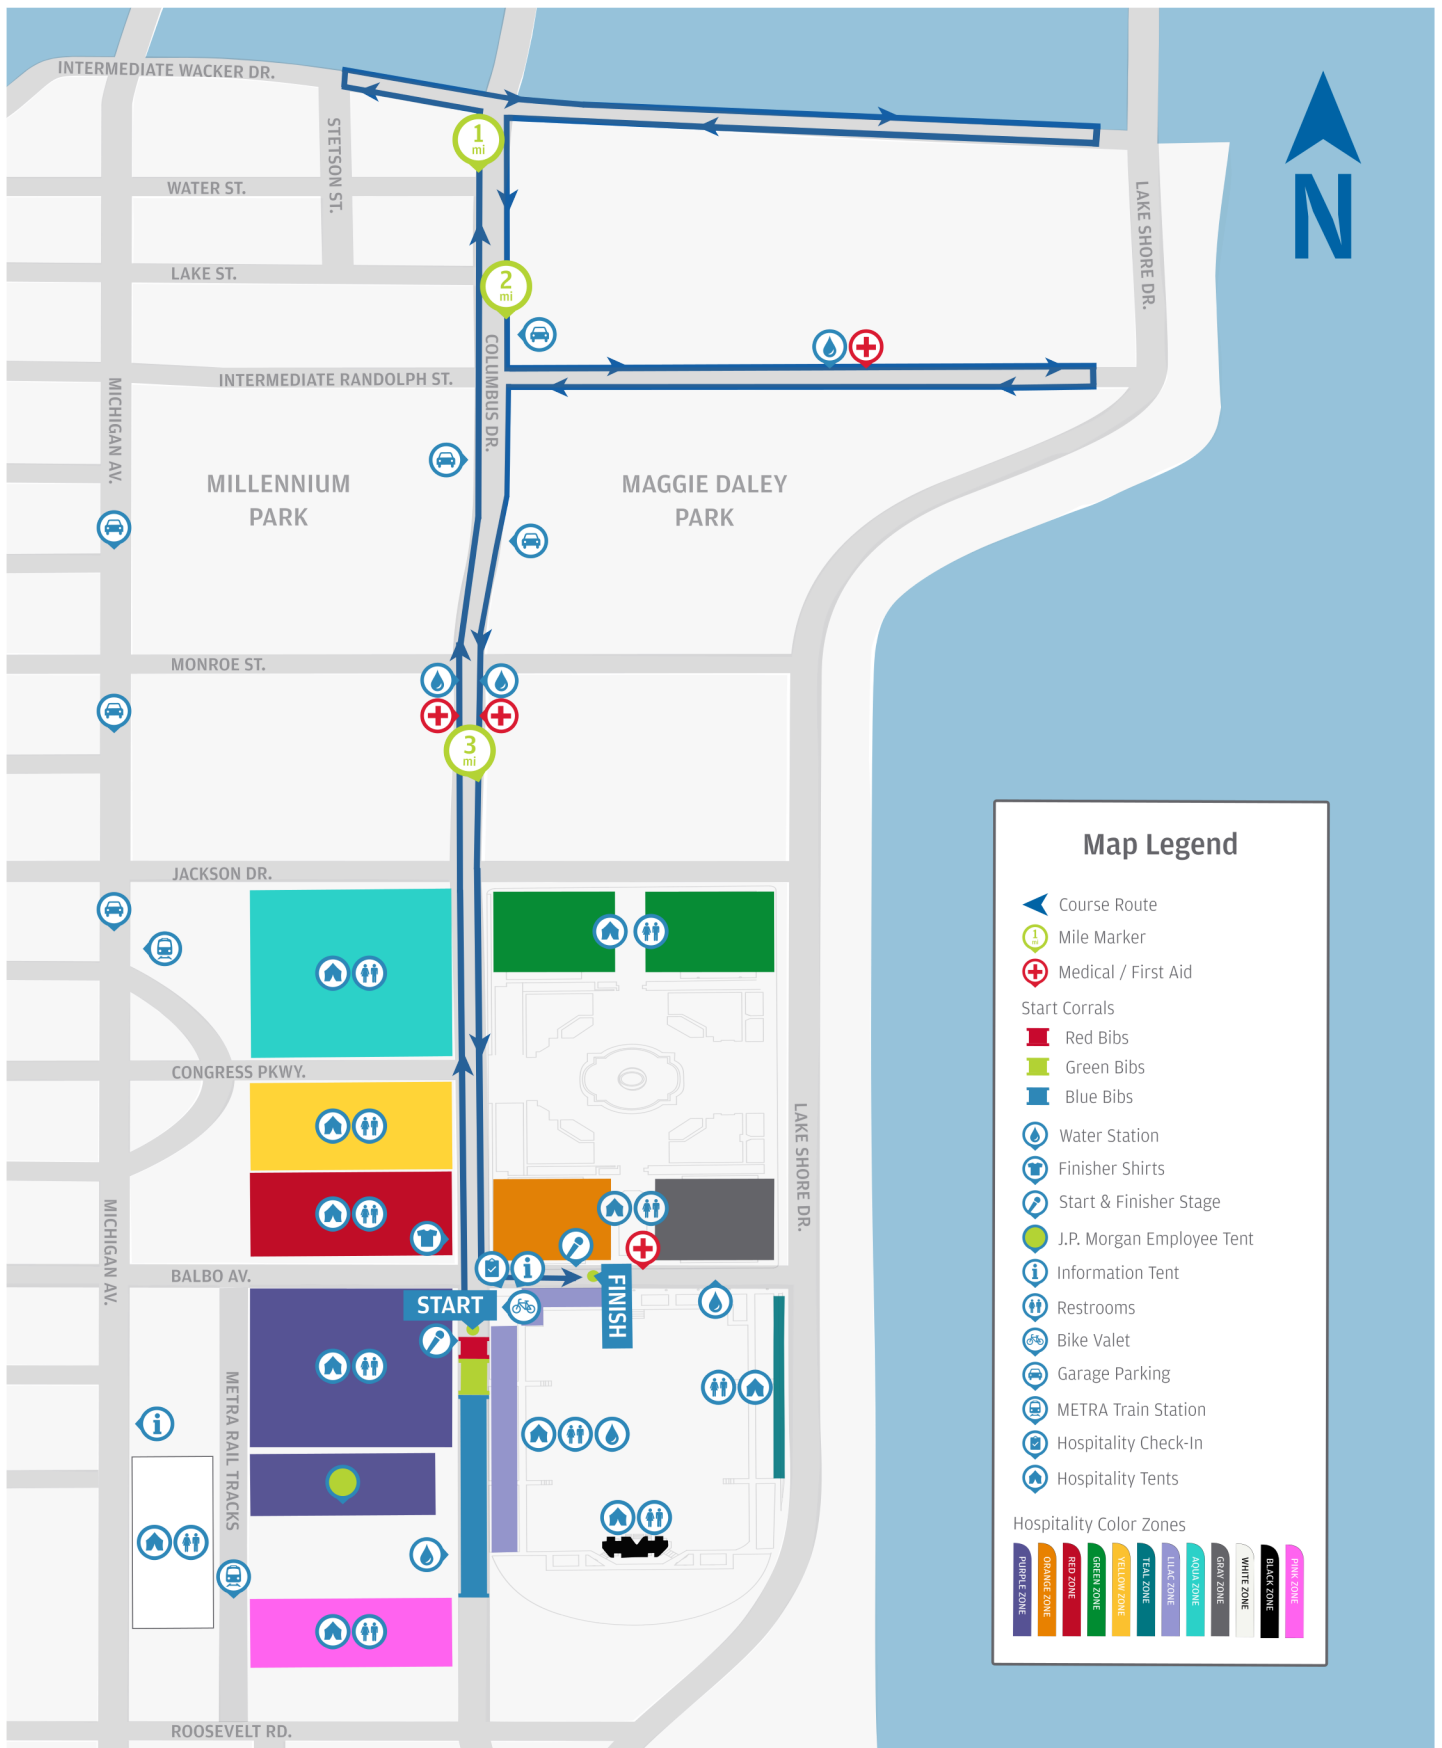 INTERMEDIATE WACKER DR.
N
STETSON ST.
1
mi
WATER ST.
LAKE SHORE DR.
LAKE ST.
2
mi
COLUMBUS DR.
INTERMEDIATE RANDOLPH ST.
MICHIGAN AV.
MILLENNIUM
PARK
MAGGIE DALEY
PARK
MONROE ST.
3
mi
JACKSON DR.
CONGRESS PKWY.
LAKE SHORE DR.
MICHIGAN AV.
BALBO AV.
START
FINISH
METRA RAIL TRACKS
ROOSEVELT RD.
Map Legend
Course Route
1
Mile Marker
Medical / First Aid
Start Corrals
Red Bibs
Green Bibs
Blue Bibs
Water Station
Finisher Shirts
Start & Finisher Stage
J.P. Morgan Employee Tent
Information Tent
Restrooms
Bike Valet
Garage Parking
METRA Train Station
Hospitality Check-In
Hospitality Tents
Hospitality Color Zones
PURPLE ZONE
ORANGE ZONE
RED ZONE
GREEN ZONE
YELLOW ZONE
TEAL ZONE
LILAC ZONE
AQUA ZONE
GRAY ZONE
WHITE ZONE
BLACK ZONE
PINK ZONE